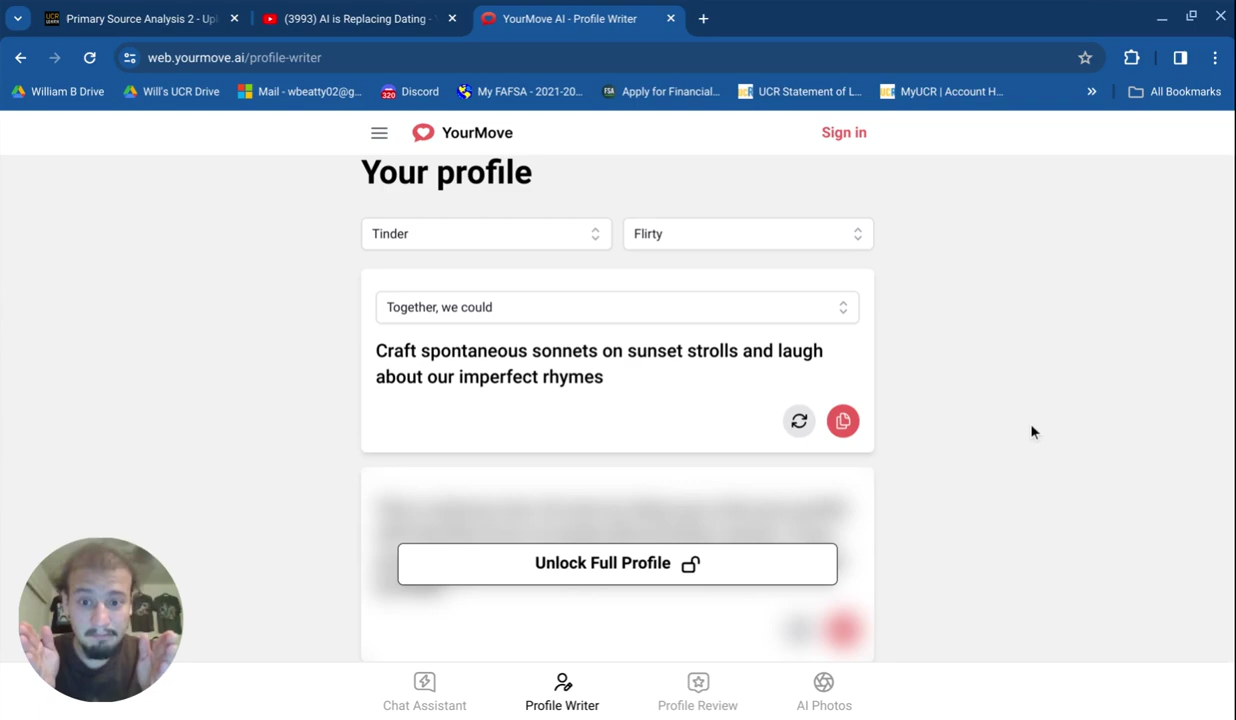 Primary Source Analysis 2 - Upl
(3993) AI is Replacing Dating -
YourMove AI - Profile Writer
web.yourmove.ai/profile-writer
William B Drive
Will's UCR Drive
Mail - wbeatty02@g...
320
Discord
My FAFSA - 2021-20...
FSA
Apply for Financial...
UCR Statement of L...
MyUCR | Account H...
All Bookmarks
YourMove
Sign in
Your profile
Tinder
Flirty
Together, we could
Craft spontaneous sonnets on sunset strolls and laugh
about our imperfect rhymes
Unlock Full Profile
Chat Assistant
Profile Writer
Profile Review
AI Photos